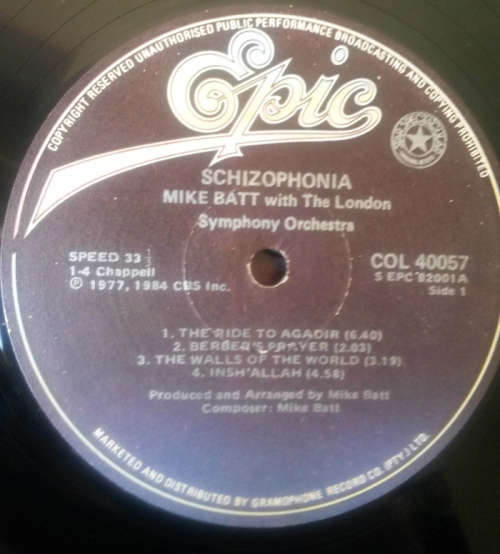 COPYRIGHT RESERVED UNAUTHORISED PUBLIC PERFORMANCE BROADCASTING AND COPYING PROHIBITED
Epic
SCHIZOPHONIA
MIKE BATT with The London
Symphony Orchestra
SPEED 33⅓
1-4 Chappell
℗ 1977, 1984 CBS Inc.
COL 40057
S EPC 82001A
Side 1
1. THE RIDE TO AGADIR (6.40)
2. BERBER'S PRAYER (2.03)
3. THE WALLS OF THE WORLD (3.19)
4. INSH'ALLAH (4.58)
Produced and Arranged by Mike Batt
Composer: Mike Batt
MARKETED AND DISTRIBUTED BY GRAMOPHONE RECORD CO. (PTY.) LTD.